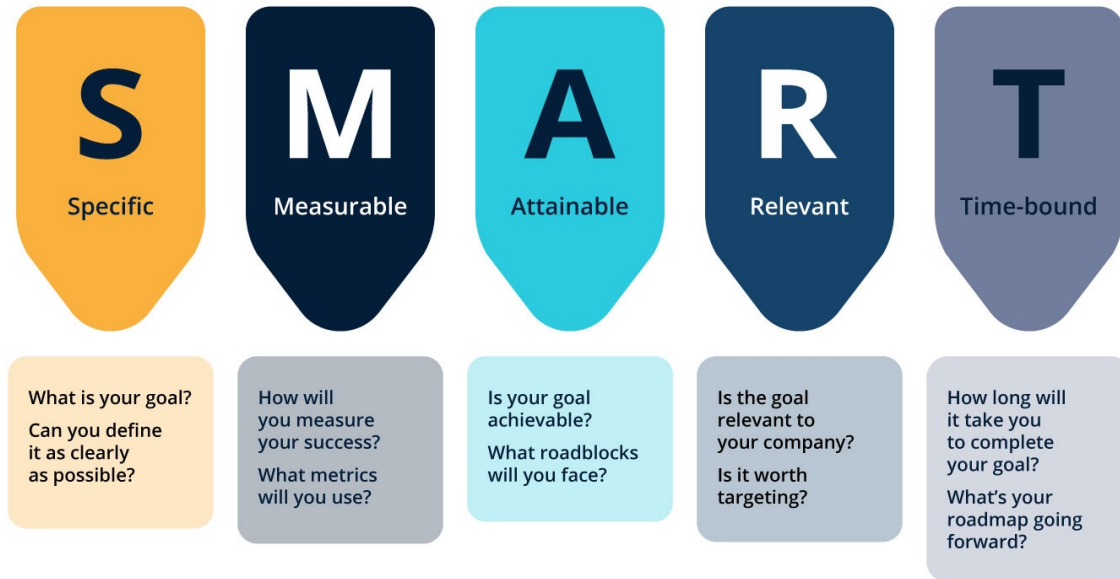 S
Specific
What is your goal?
Can you define
it as clearly
as possible?
M
Measurable
How will
you measure
your success?
What metrics
will you use?
A
Attainable
Is your goal
achievable?
What roadblocks
will you face?
R
Relevant
Is the goal
relevant to
your company?
Is it worth
targeting?
T
Time-bound
How long will
it take you
to complete
your goal?
What’s your
roadmap going
forward?